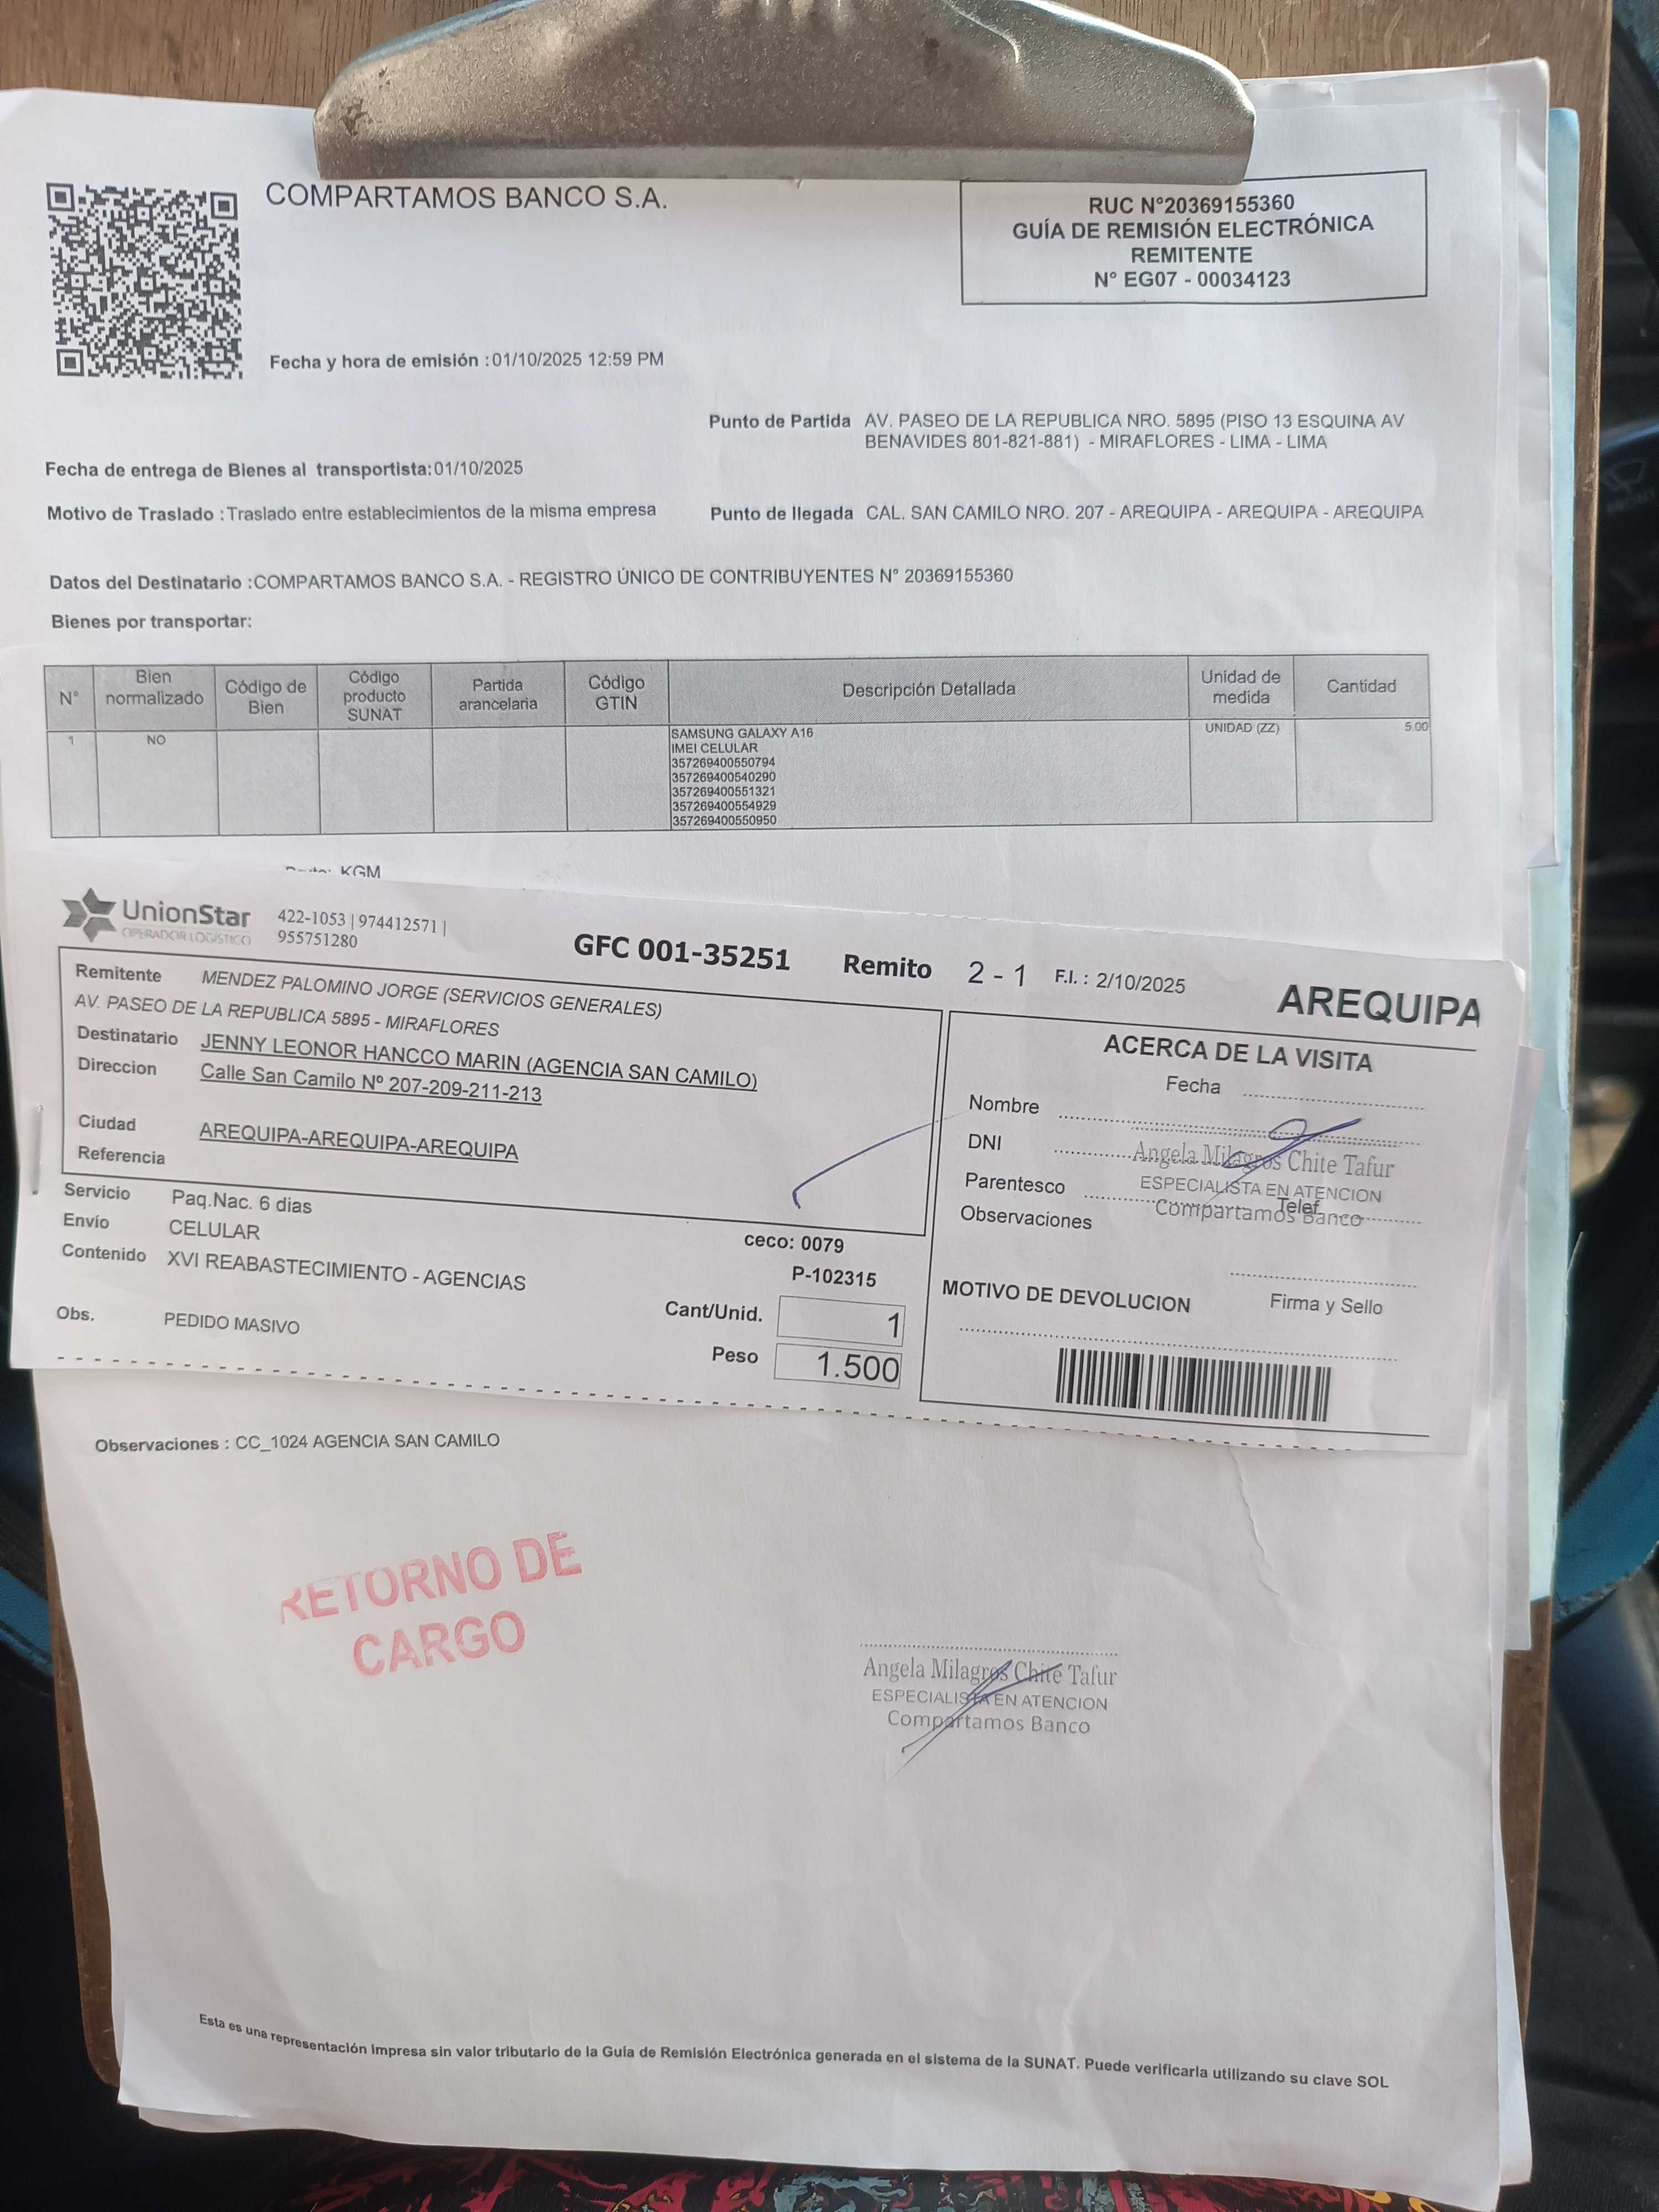 COMPARTAMOS BANCO S.A.
RUC N°20369155360
GUÍA DE REMISIÓN ELECTRÓNICA
REMITENTE
N° EG07 - 00034123
Fecha y hora de emisión :01/10/2025 12:59 PM
Punto de Partida AV. PASEO DE LA REPUBLICA NRO. 5895 (PISO 13 ESQUINA AV
BENAVIDES 801-821-881) - MIRAFLORES - LIMA - LIMA
Fecha de entrega de Bienes al transportista:01/10/2025
Motivo de Traslado :Traslado entre establecimientos de la misma empresa
Punto de llegada CAL. SAN CAMILO NRO. 207 - AREQUIPA - AREQUIPA - AREQUIPA
Datos del Destinatario :COMPARTAMOS BANCO S.A. - REGISTRO ÚNICO DE CONTRIBUYENTES N° 20369155360
Bienes por transportar:
N° Bien normalizado Código de Bien Código producto SUNAT Partida arancelaria Código GTIN Descripción Detallada Unidad de medida Cantidad
1 NO SAMSUNG GALAXY A16 UNIDAD (ZZ) 5.00
IMEI CELULAR
357269400550794
357269400540290
357269400551321
357269400554929
357269400550950
KGM
UnionStar
OPERADOR LOGÍSTICO
422-1053 | 974412571 |
955751280
GFC 001-35251 Remito 2 - 1 F.I. : 2/10/2025
AREQUIPA
Remitente MENDEZ PALOMINO JORGE (SERVICIOS GENERALES)
AV. PASEO DE LA REPUBLICA 5895 - MIRAFLORES
Destinatario JENNY LEONOR HANCCO MARIN (AGENCIA SAN CAMILO)
Direccion Calle San Camilo Nº 207-209-211-213
Ciudad AREQUIPA-AREQUIPA-AREQUIPA
Referencia
Servicio Paq.Nac. 6 dias
Envío CELULAR
Contenido XVI REABASTECIMIENTO - AGENCIAS
Obs. PEDIDO MASIVO
ceco: 0079
P-102315
Cant/Unid. 1
Peso 1.500
ACERCA DE LA VISITA
Fecha
Nombre
DNI
Parentesco
Telef.
Observaciones
Angela Milagros Chite Tafur
ESPECIALISTA EN ATENCION
Compartamos Banco
Firma y Sello
MOTIVO DE DEVOLUCION
Observaciones : CC_1024 AGENCIA SAN CAMILO
RETORNO DE
CARGO
Angela Milagros Chite Tafur
ESPECIALISTA EN ATENCION
Compartamos Banco
Esta es una representación impresa sin valor tributario de la Guía de Remisión Electrónica generada en el sistema de la SUNAT. Puede verificarla utilizando su clave SOL